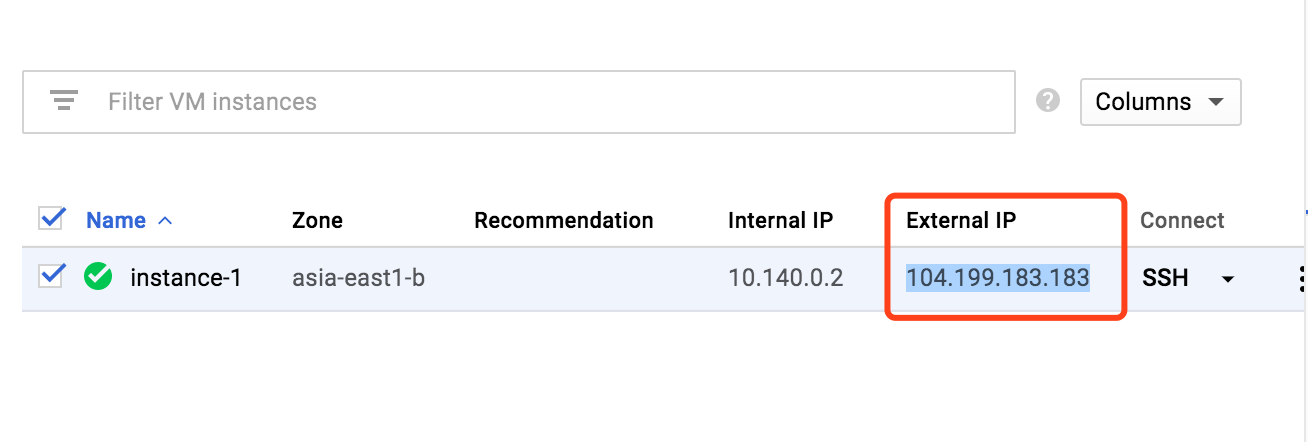 Filter VM instances ? Columns
Name Zone Recommendation Internal IP External IP Connect
instance-1 asia-east1-b 10.140.0.2 104.199.183.183 SSH